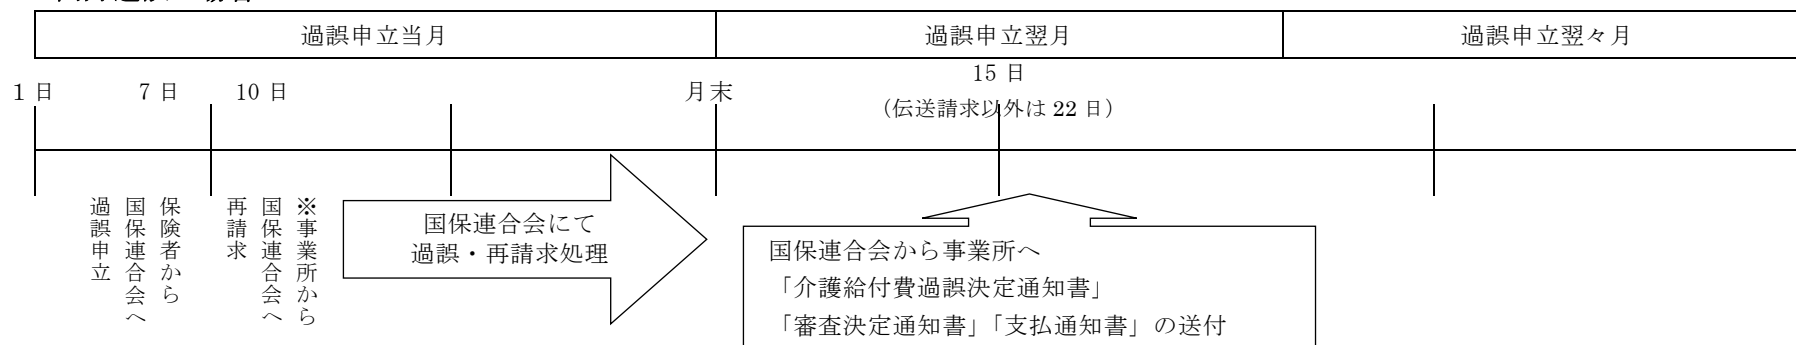 過誤申立当月
過誤申立翌月
過誤申立翌々月
1 日
7 日
10 日
月末
15 日
（伝送請求以外は 22 日）
保険者から
国保連合会へ
過誤申立
※事業所から
国保連合会へ
再請求
国保連合会にて
過誤・再請求処理
国保連合会から事業所へ
「介護給付費過誤決定通知書」
「審査決定通知書」「支払通知書」の送付